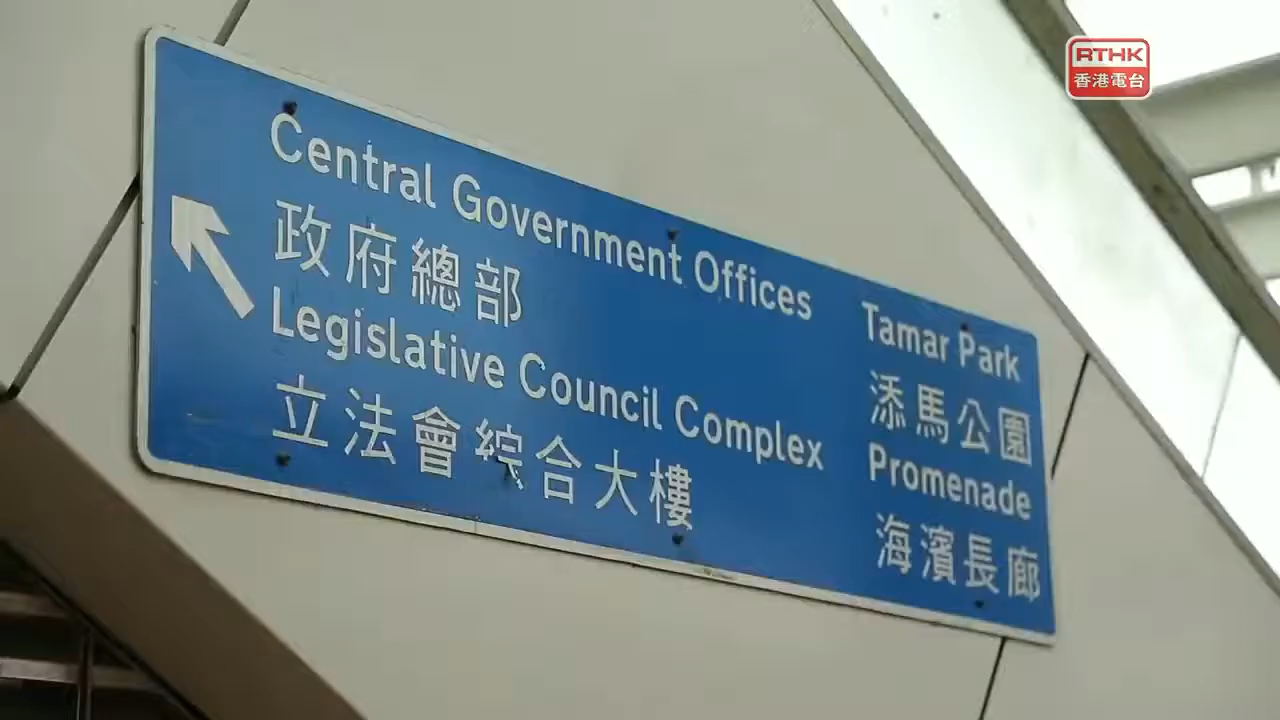 RTHK
香港電台
Central Government Offices
政府總部
Legislative Council Complex
立法會綜合大樓
Tamar Park
添馬公園
Promenade
海濱長廊